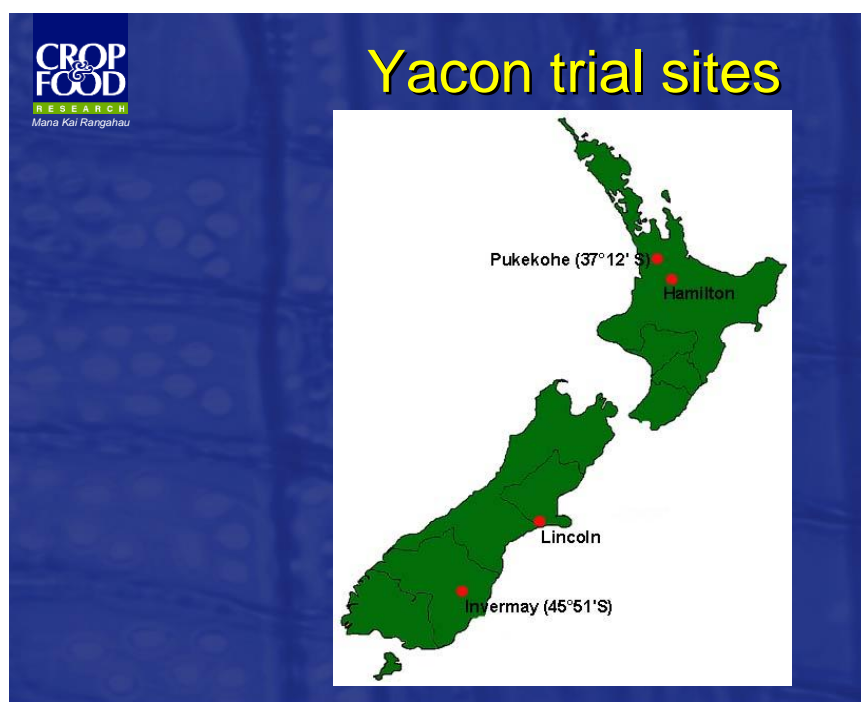 CROP
&
FOOD
RESEARCH
Mana Kai Rangahau
Yacon trial sites
Pukekohe (37°12' S)
Hamilton
Lincoln
Invermay (45°51'S)